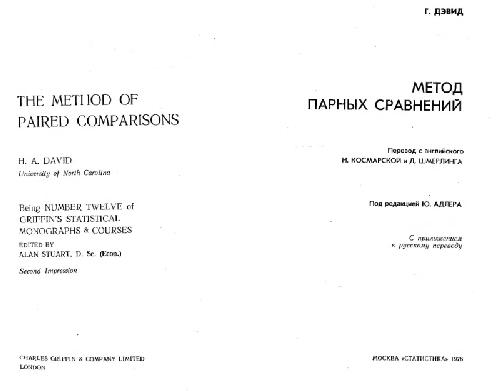 THE METHOD OF
PAIRED COMPARISONS
H. A. DAVID
University of North Carolina
Being NUMBER TWELVE of
GRIFFIN'S STATISTICAL
MONOGRAPHS & COURSES
EDITED BY
ALAN STUART, D. Sc. (Econ.)
Second Impression
CHARLES GRIFFIN & COMPANY LIMITED
LONDON
Г. ДЭВИД
МЕТОД
ПАРНЫХ СРАВНЕНИЙ
Перевод с английского
Н. КОСМАРСКОЙ и Д. ШМЕРЛИНГА
Под редакцией Ю. АДЛЕРА
С приложением
к русскому переводу
МОСКВА «СТАТИСТИКА» 1978